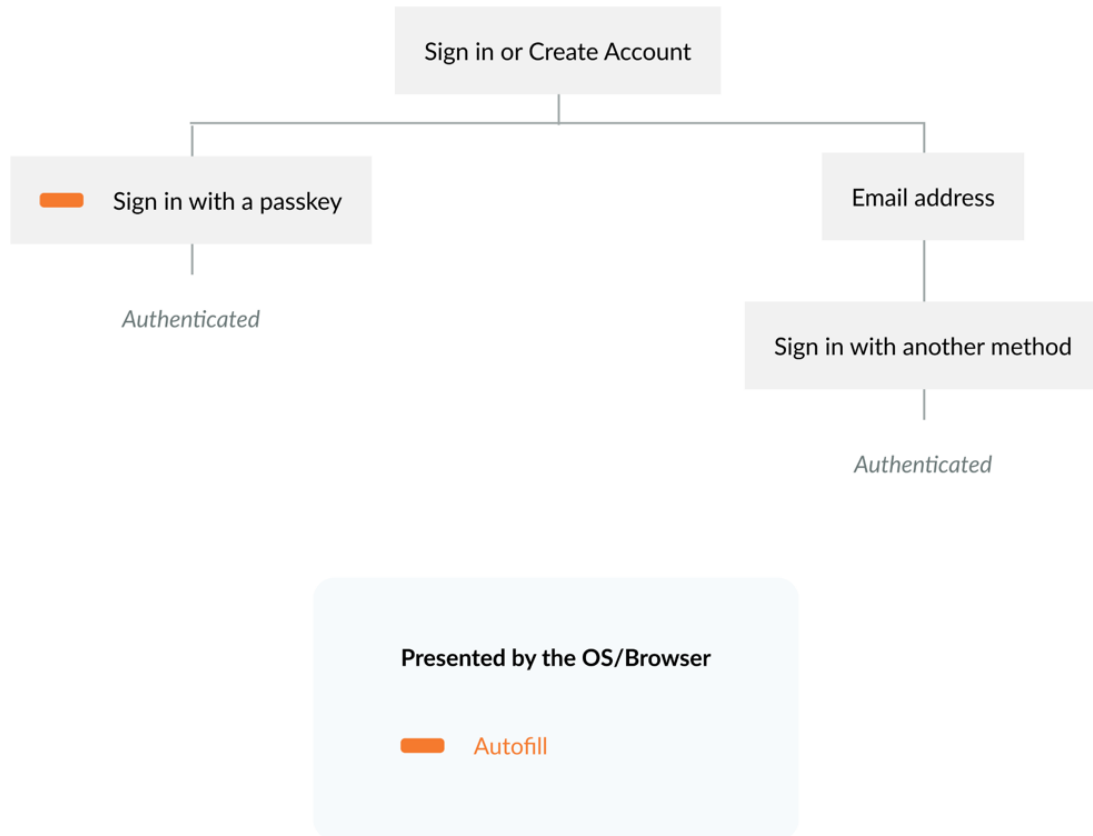 Sign in or Create Account
Sign in with a passkey
Email address
Authenticated
Sign in with another method
Authenticated
Presented by the OS/Browser
Autofill